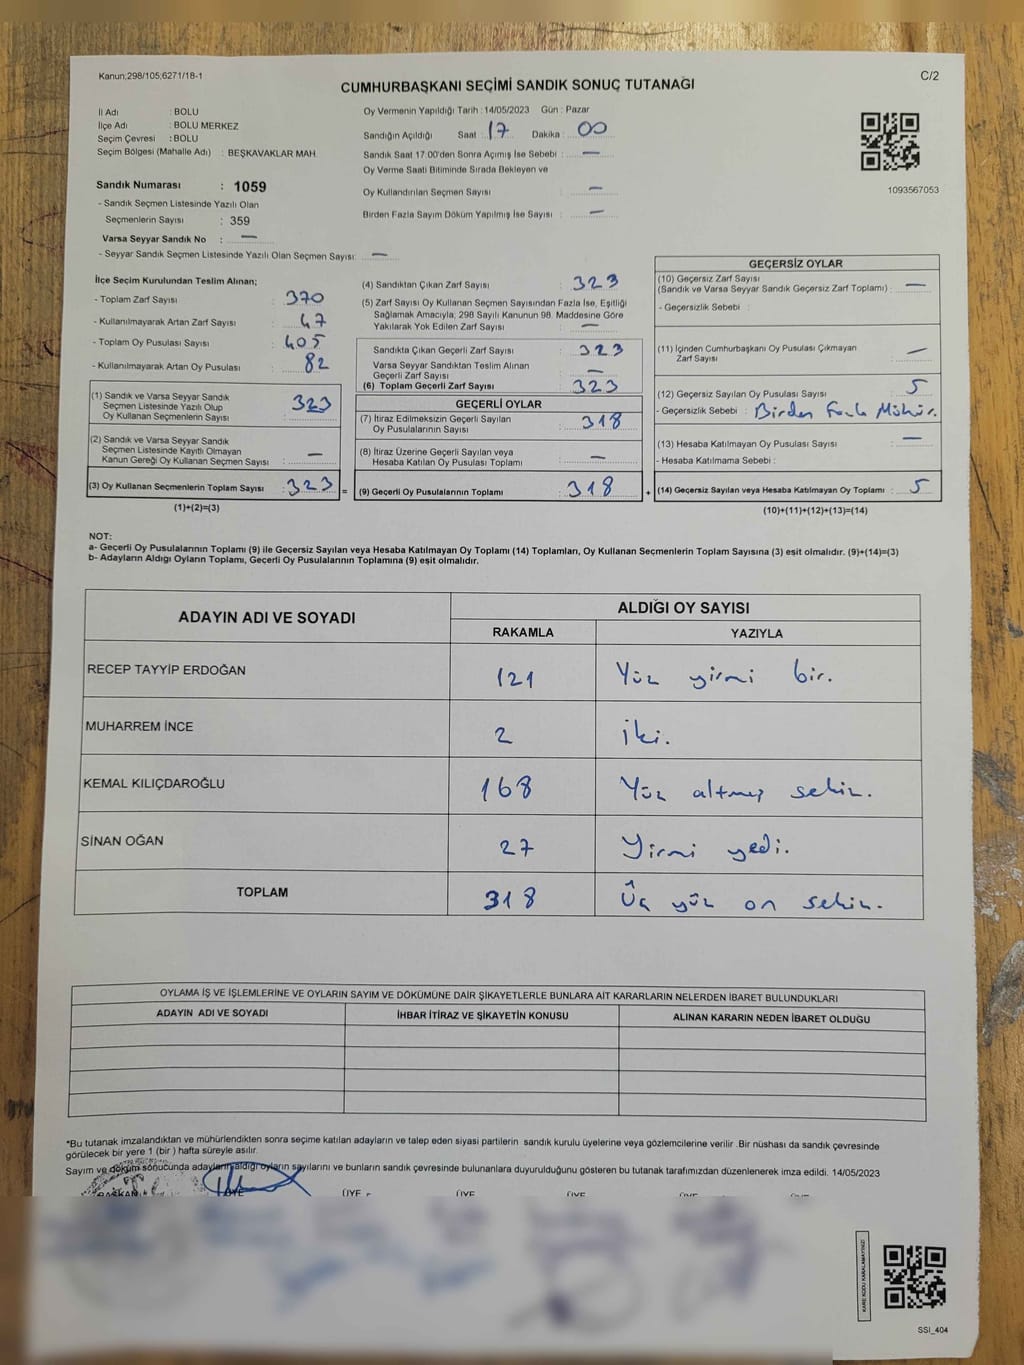 Kanun;298/105;6271/18-1
C/2
CUMHURBAŞKANI SEÇİMİ SANDIK SONUÇ TUTANAĞI
İl Adı : BOLU
İlçe Adı : BOLU MERKEZ
Seçim Çevresi : BOLU
Seçim Bölgesi (Mahalle Adı) : BEŞKAVAKLAR MAH.
Sandık Numarası : 1059
- Sandık Seçmen Listesinde Yazılı Olan
Seçmenlerin Sayısı : 359
Varsa Seyyar Sandık No : —
- Seyyar Sandık Seçmen Listesinde Yazılı Olan Seçmen Sayısı: —
Oy Vermenin Yapıldığı Tarih : 14/05/2023 Gün : Pazar
Sandığın Açıldığı Saat : 17 Dakika : 00
Sandık Saat 17.00'den Sonra Açımış İse Sebebi : —
Oy Verme Saati Bitiminde Sırada Bekleyen ve
Oy Kullandırılan Seçmen Sayısı : —
Birden Fazla Sayım Döküm Yapılmış İse Sayısı : —
1093567053
İlçe Seçim Kurulundan Teslim Alınan;
- Toplam Zarf Sayısı : 370
- Kullanılmayarak Artan Zarf Sayısı : 47
- Toplam Oy Pusulası Sayısı : 405
- Kullanılmayarak Artan Oy Pusulası : 82
(1) Sandık ve Varsa Seyyar Sandık
Seçmen Listesinde Yazılı Olup
Oy Kullanan Seçmenlerin Sayısı : 323
(2) Sandık ve Varsa Seyyar Sandık
Seçmen Listesinde Kayıtlı Olmayan
Kanun Gereği Oy Kullanan Seçmen Sayısı : —
(3) Oy Kullanan Seçmenlerin Toplam Sayısı : 323 =
(1)+(2)=(3)
(4) Sandıktan Çıkan Zarf Sayısı : 323
(5) Zarf Sayısı Oy Kullanan Seçmen Sayısından Fazla İse, Eşitliği
Sağlamak Amacıyla; 298 Sayılı Kanunun 98. Maddesine Göre
Yakılarak Yok Edilen Zarf Sayısı : —
Sandıkta Çıkan Geçerli Zarf Sayısı : 323
Varsa Seyyar Sandıktan Teslim Alınan
Geçerli Zarf Sayısı : —
(6) Toplam Geçerli Zarf Sayısı : 323
GEÇERLİ OYLAR
(7) İtiraz Edilmeksizin Geçerli Sayılan
Oy Pusulalarının Sayısı : 318
(8) İtiraz Üzerine Geçerli Sayılan veya
Hesaba Katılan Oy Pusulası Toplamı : —
(9) Geçerli Oy Pusulalarının Toplamı : 318 +
GEÇERSİZ OYLAR
(10) Geçersiz Zarf Sayısı
(Sandık ve Varsa Seyyar Sandık Geçersiz Zarf Toplamı) : —
- Geçersizlik Sebebi :
(11) İçinden Cumhurbaşkanı Oy Pusulası Çıkmayan
Zarf Sayısı : —
(12) Geçersiz Sayılan Oy Pusulası Sayısı : 5
- Geçersizlik Sebebi : Birden Fazla Mühür.
(13) Hesaba Katılmayan Oy Pusulası Sayısı : —
- Hesaba Katılmama Sebebi :
(14) Geçersiz Sayılan veya Hesaba Katılmayan Oy Toplamı : 5
(10)+(11)+(12)+(13)=(14)
NOT:
a- Geçerli Oy Pusulalarının Toplamı (9) ile Geçersiz Sayılan veya Hesaba Katılmayan Oy Toplamı (14) Toplamları, Oy Kullanan Seçmenlerin Toplam Sayısına (3) eşit olmalıdır. (9)+(14)=(3)
b- Adayların Aldığı Oyların Toplamı, Geçerli Oy Pusulalarının Toplamına (9) eşit olmalıdır.
ADAYIN ADI VE SOYADI ALDIĞI OY SAYISI
RAKAMLA YAZIYLA
RECEP TAYYİP ERDOĞAN 121 Yüz yirmi bir.
MUHARREM İNCE 2 İki.
KEMAL KILIÇDAROĞLU 168 Yüz altmış sekiz.
SİNAN OĞAN 27 Yirmi yedi.
TOPLAM 318 Üç yüz on sekiz.
OYLAMA İŞ VE İŞLEMLERİNE VE OYLARIN SAYIM VE DÖKÜMÜNE DAİR ŞİKAYETLERLE BUNLARA AİT KARARLARIN NELERDEN İBARET BULUNDUKLARI
ADAYIN ADI VE SOYADI İHBAR İTİRAZ VE ŞİKAYETİN KONUSU ALINAN KARARIN NEDEN İBARET OLDUĞU
*Bu tutanak imzalandıktan ve mühürlendikten sonra seçime katılan adayların ve talep eden siyasi partilerin sandık kurulu üyelerine veya gözlemcilerine verilir .Bir nüshası da sandık çevresinde
görülecek bir yere 1 (bir ) hafta süreyle asılır.
Sayım ve döküm sonucunda adayların aldığı oyların sayılarını ve bunların sandık çevresinde bulunanlara duyurulduğunu gösteren bu tutanak tarafımızdan düzenlenerek imza edildi. 14/05/2023
BAŞKAN ÜYE ÜYE ÜYE ÜYE ÜYE
KARE KODU KARALAMAYINIZ!
SSI_404